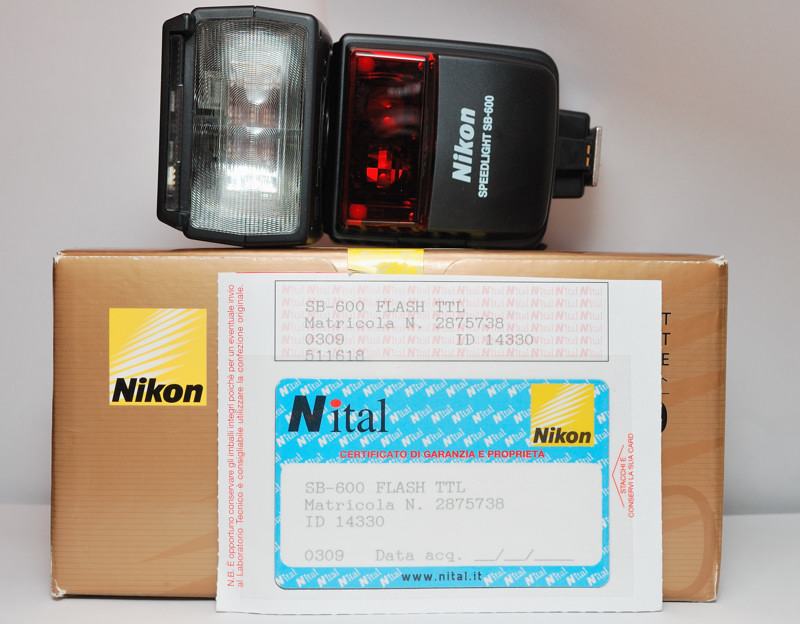 Nikon
SPEEDLIGHT SB-600
Nikon
SB-600 FLASH TTL
Matricola N. 2875738
0309 ID 14330
511618
Nital
Nikon
CERTIFICATO DI GARANZIA E PROPRIETÀ
SB-600 FLASH TTL
Matricola N. 2875738
ID 14330
0309 Data acq. __/__/____
www.nital.it
N.B. È opportuno conservare gli imballi integri poiché per un eventuale invio
al Laboratorio Tecnico è consigliabile utilizzare la confezione originale.
STACCHI E
CONSERVI LA SUA CARD
T
E
E